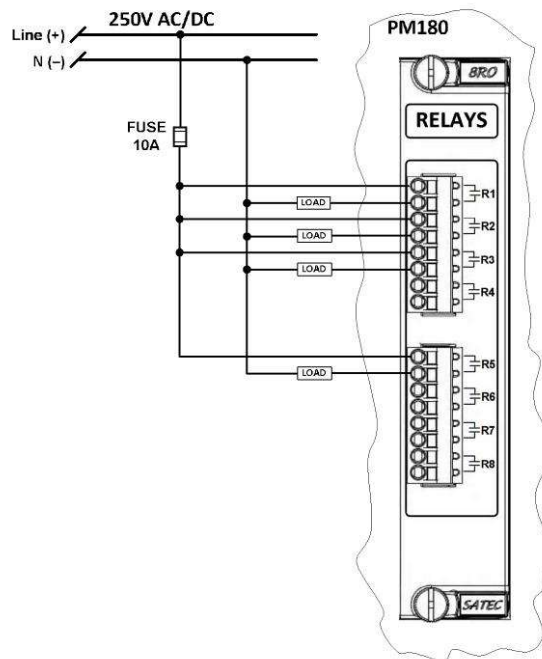 250V AC/DC
Line (+)
N (–)
FUSE
10A
PM180
8RO
RELAYS
R1
LOAD
R2
LOAD
R3
LOAD
R4
R5
LOAD
R6
R7
R8
SATEC